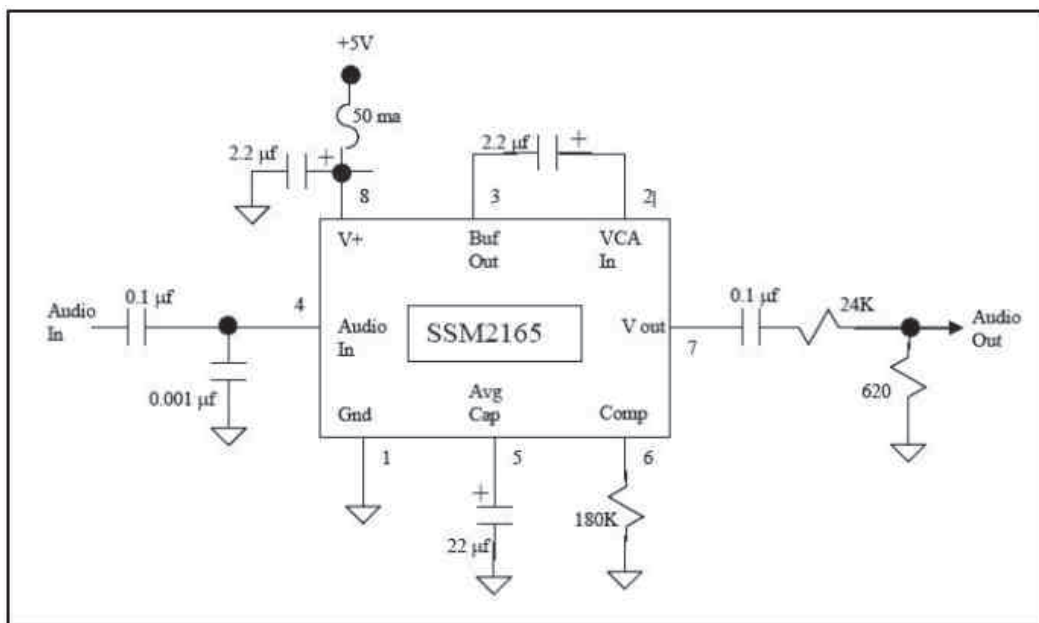 +5V
50 ma
2.2 μf
+
2.2 μf
+
8
3
2
V+
Buf
Out
VCA
In
0.1 μf
4
Audio
In
Audio
In
SSM2165
V out
7
0.1 μf
24K
Audio
Out
0.001 μf
620
Gnd
Avg
Cap
Comp
1
5
6
+
22 μf
180K